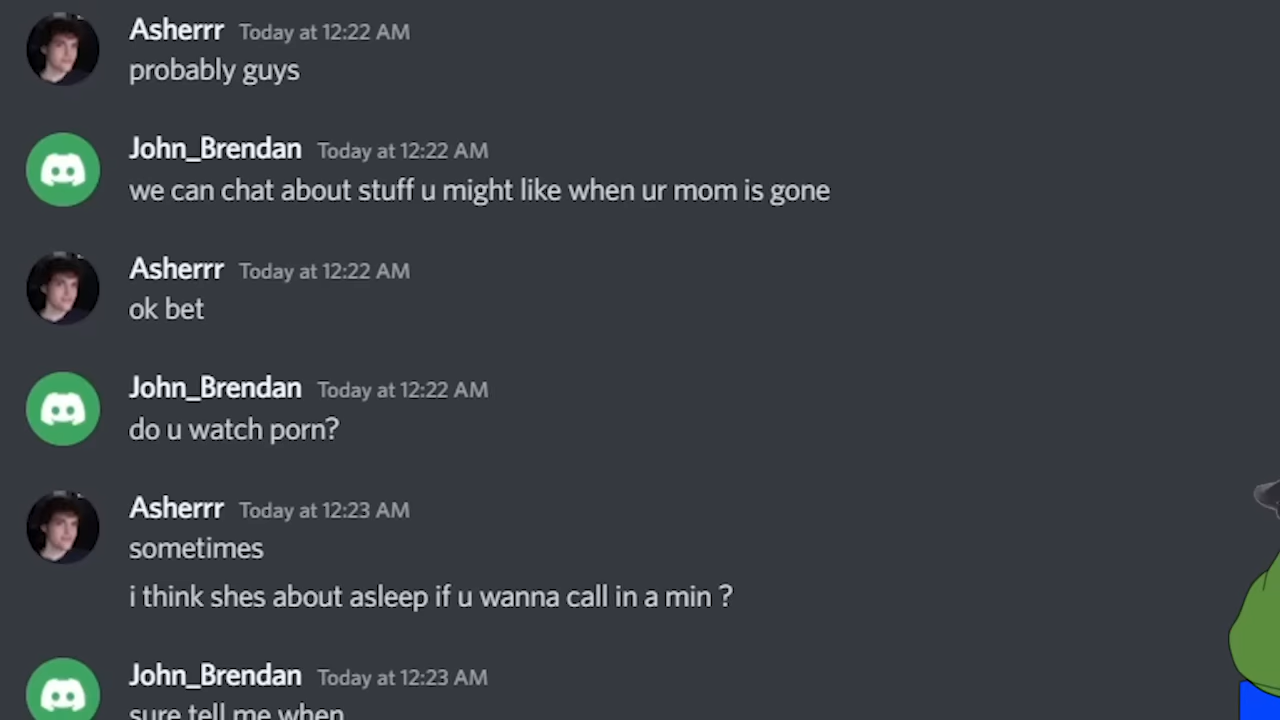 Asherrr Today at 12:22 AM
probably guys
John_Brendan Today at 12:22 AM
we can chat about stuff u might like when ur mom is gone
Asherrr Today at 12:22 AM
ok bet
John_Brendan Today at 12:22 AM
do u watch porn?
Asherrr Today at 12:23 AM
sometimes
i think shes about asleep if u wanna call in a min ?
John_Brendan Today at 12:23 AM
sure tell me when